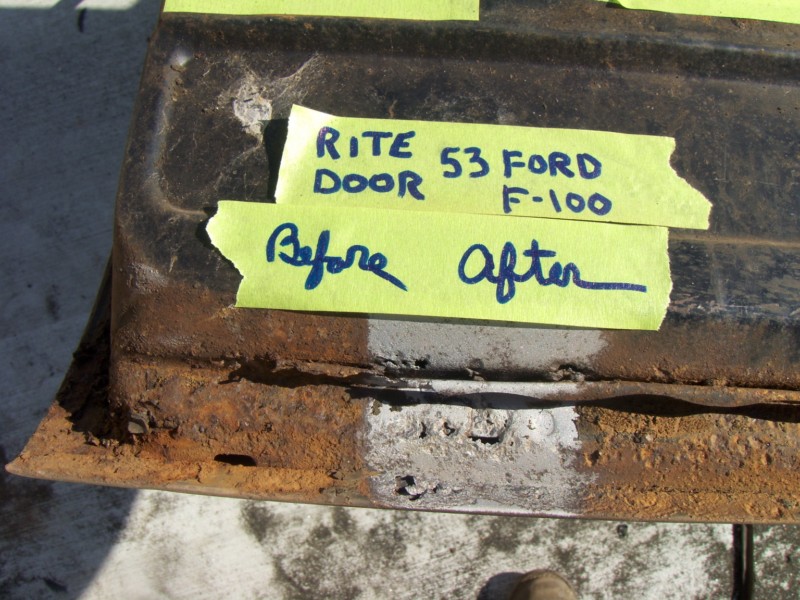 RITE 53 FORD
DOOR F-100
Before After